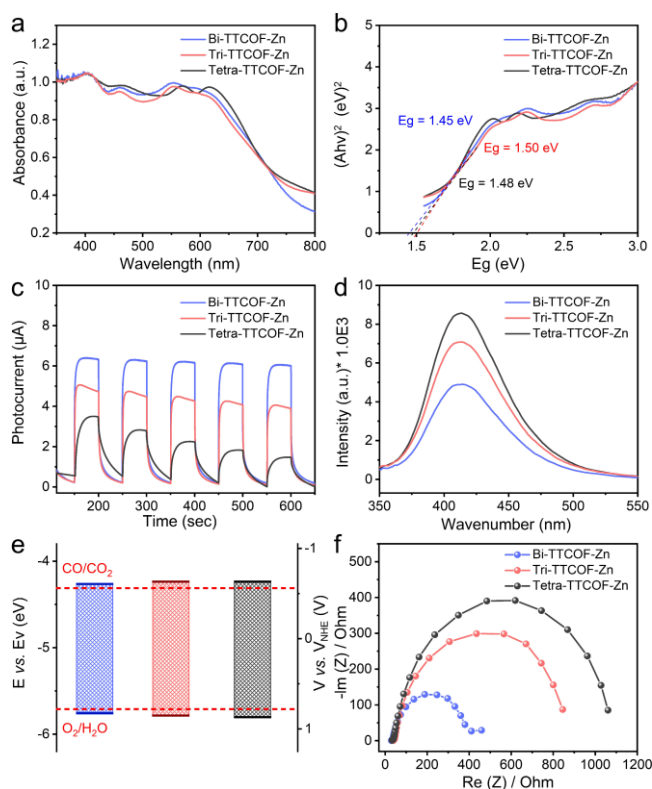 a
Bi-TTCOF-Zn
Tri-TTCOF-Zn
Tetra-TTCOF-Zn
Absorbance (a.u.)
1.2
1.0
0.8
0.6
0.4
0.2
400 500 600 700 800
Wavelength (nm)
b
Bi-TTCOF-Zn
Tri-TTCOF-Zn
Tetra-TTCOF-Zn
(Ahv)² (eV)²
5
4
3
2
1
0
Eg = 1.45 eV
Eg = 1.50 eV
Eg = 1.48 eV
1.5 2.0 2.5 3.0
Eg (eV)
c
Bi-TTCOF-Zn
Tri-TTCOF-Zn
Tetra-TTCOF-Zn
Photocurrent (μA)
10
8
6
4
2
0
200 300 400 500 600
Time (sec)
d
Bi-TTCOF-Zn
Tri-TTCOF-Zn
Tetra-TTCOF-Zn
Intensity (a.u.)* 1.0E3
8
6
4
2
0
350 400 450 500 550
Wavenumber (nm)
e
E vs. Ev (eV)
-4
-5
-6
CO/CO₂
O₂/H₂O
-1
0
1
V vs. V_NHE (V)
f
Bi-TTCOF-Zn
Tri-TTCOF-Zn
Tetra-TTCOF-Zn
-Im (Z) / Ohm
500
400
300
200
100
0
0 200 400 600 800 1000 1200
Re (Z) / Ohm